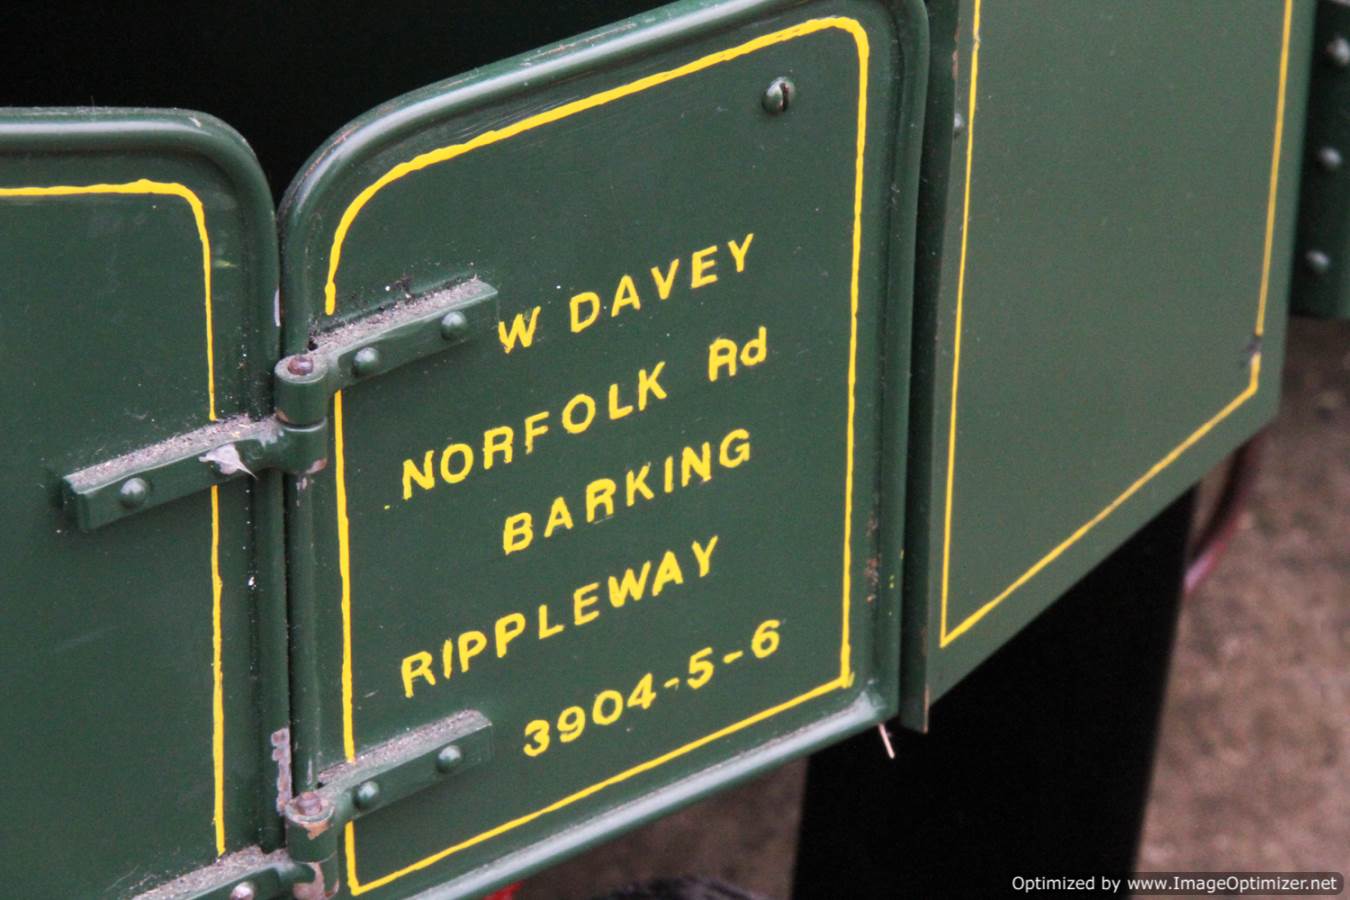 W DAVEY
NORFOLK Rd
BARKING
RIPPLEWAY
3904-5-6
Optimized by www.ImageOptimizer.net